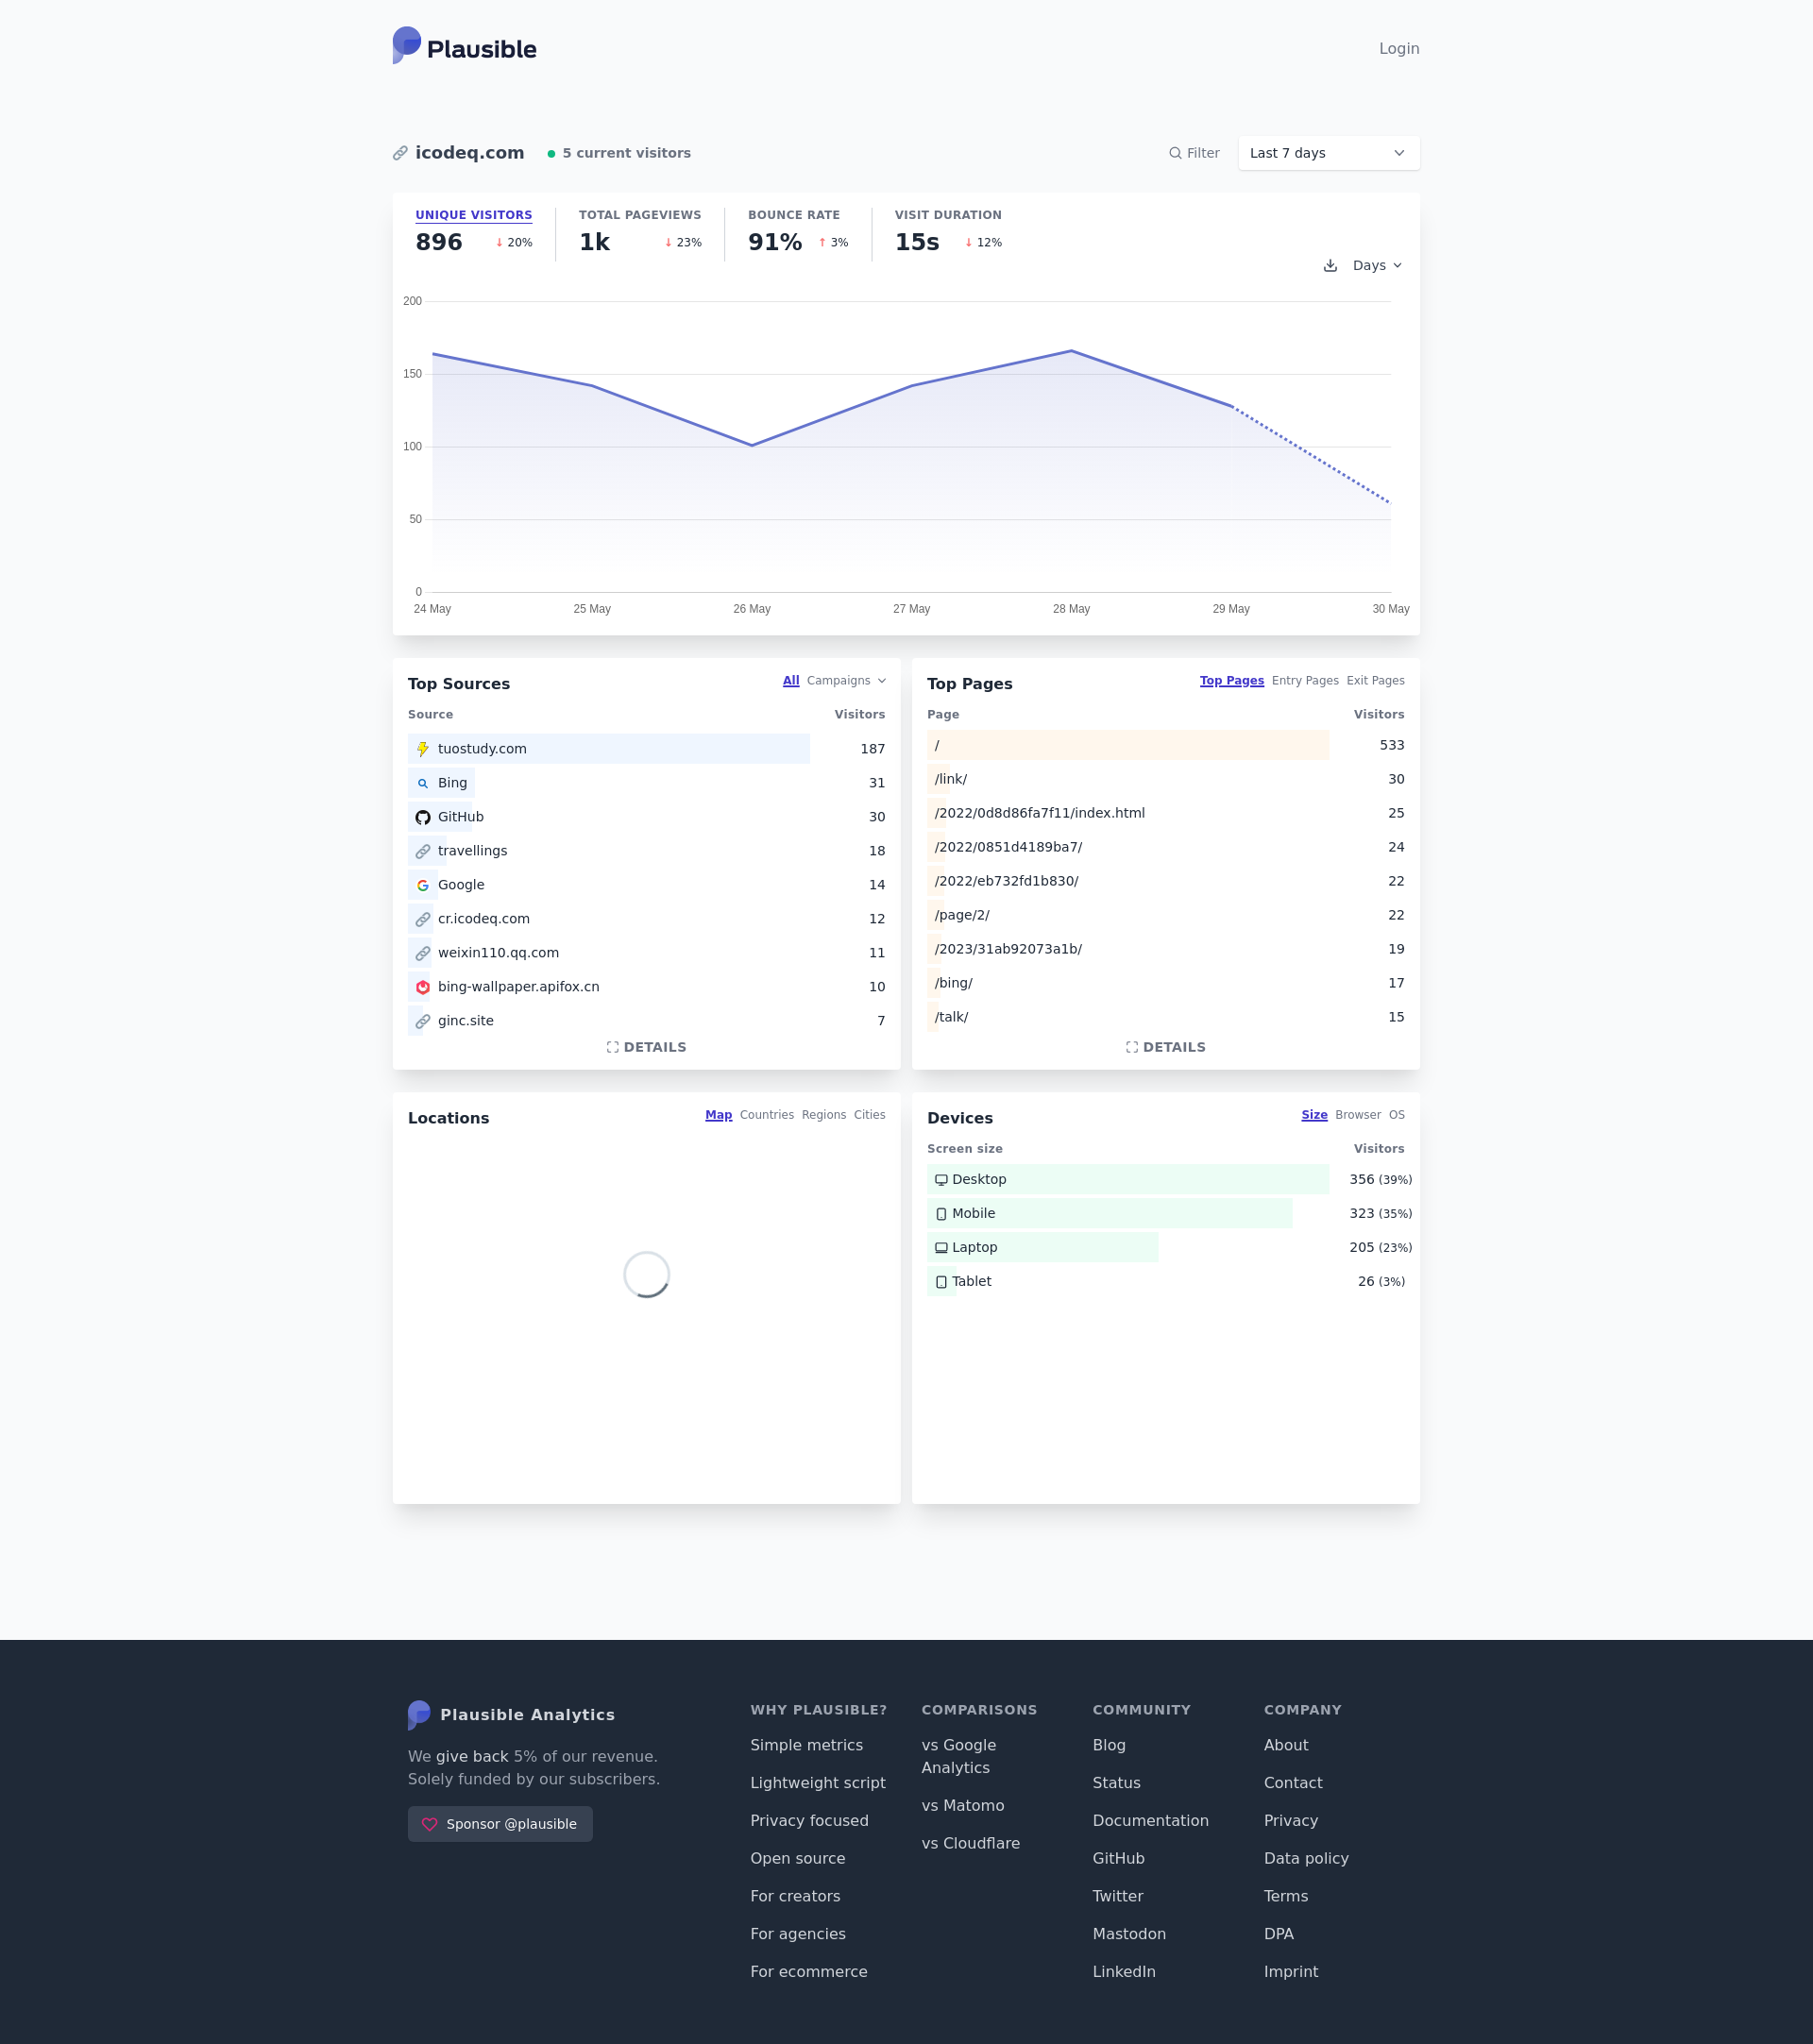 Plausible
Login
icodeq.com
5 current visitors
Filter
Last 7 days
UNIQUE VISITORS
896 ↓ 20%
TOTAL PAGEVIEWS
1k ↓ 23%
BOUNCE RATE
91% ↑ 3%
VISIT DURATION
15s ↓ 12%
Days
200
150
100
50
0
24 May 25 May 26 May 27 May 28 May 29 May 30 May
Top Sources
All Campaigns
Source Visitors
tuostudy.com 187
Bing 31
GitHub 30
travellings 18
Google 14
cr.icodeq.com 12
weixin110.qq.com 11
bing-wallpaper.apifox.cn 10
ginc.site 7
DETAILS
Top Pages
Top Pages Entry Pages Exit Pages
Page Visitors
/ 533
/link/ 30
/2022/0d8d86fa7f11/index.html 25
/2022/0851d4189ba7/ 24
/2022/eb732fd1b830/ 22
/page/2/ 22
/2023/31ab92073a1b/ 19
/bing/ 17
/talk/ 15
DETAILS
Locations
Map Countries Regions Cities
Devices
Size Browser OS
Screen size Visitors
Desktop 356 (39%)
Mobile 323 (35%)
Laptop 205 (23%)
Tablet 26 (3%)
Plausible Analytics
We give back 5% of our revenue.
Solely funded by our subscribers.
Sponsor @plausible
WHY PLAUSIBLE?
Simple metrics
Lightweight script
Privacy focused
Open source
For creators
For agencies
For ecommerce
COMPARISONS
vs Google
Analytics
vs Matomo
vs Cloudflare
COMMUNITY
Blog
Status
Documentation
GitHub
Twitter
Mastodon
LinkedIn
COMPANY
About
Contact
Privacy
Data policy
Terms
DPA
Imprint